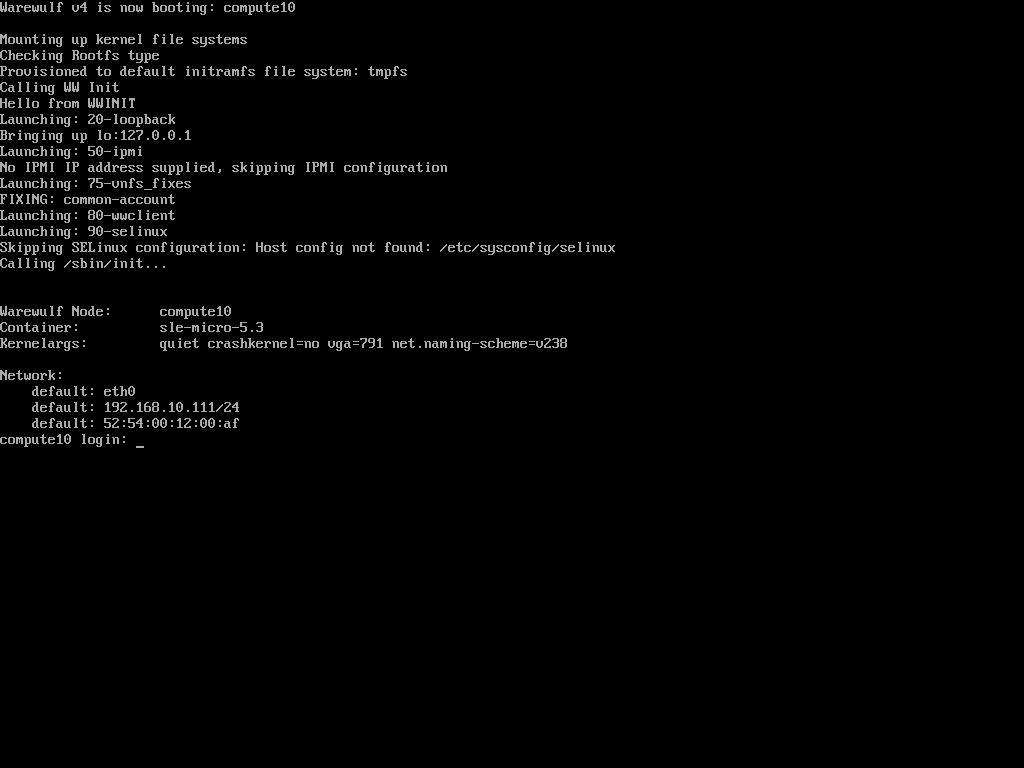 Warewulf v4 is now booting: compute10
Mounting up kernel file systems
Checking Rootfs type
Provisioned to default initramfs file system: tmpfs
Calling WW Init
Hello from WWINIT
Launching: 20-loopback
Bringing up lo:127.0.0.1
Launching: 50-ipmi
No IPMI IP address supplied, skipping IPMI configuration
Launching: 75-vnfs_fixes
FIXING: common-account
Launching: 80-wwclient
Launching: 90-selinux
Skipping SELinux configuration: Host config not found: /etc/sysconfig/selinux
Calling /sbin/init...
Warewulf Node:      compute10
Container:          sle-micro-5.3
Kernelargs:         quiet crashkernel=no vga=791 net.naming-scheme=v238
Network:
    default: eth0
    default: 192.168.10.111/24
    default: 52:54:00:12:00:af
compute10 login: _